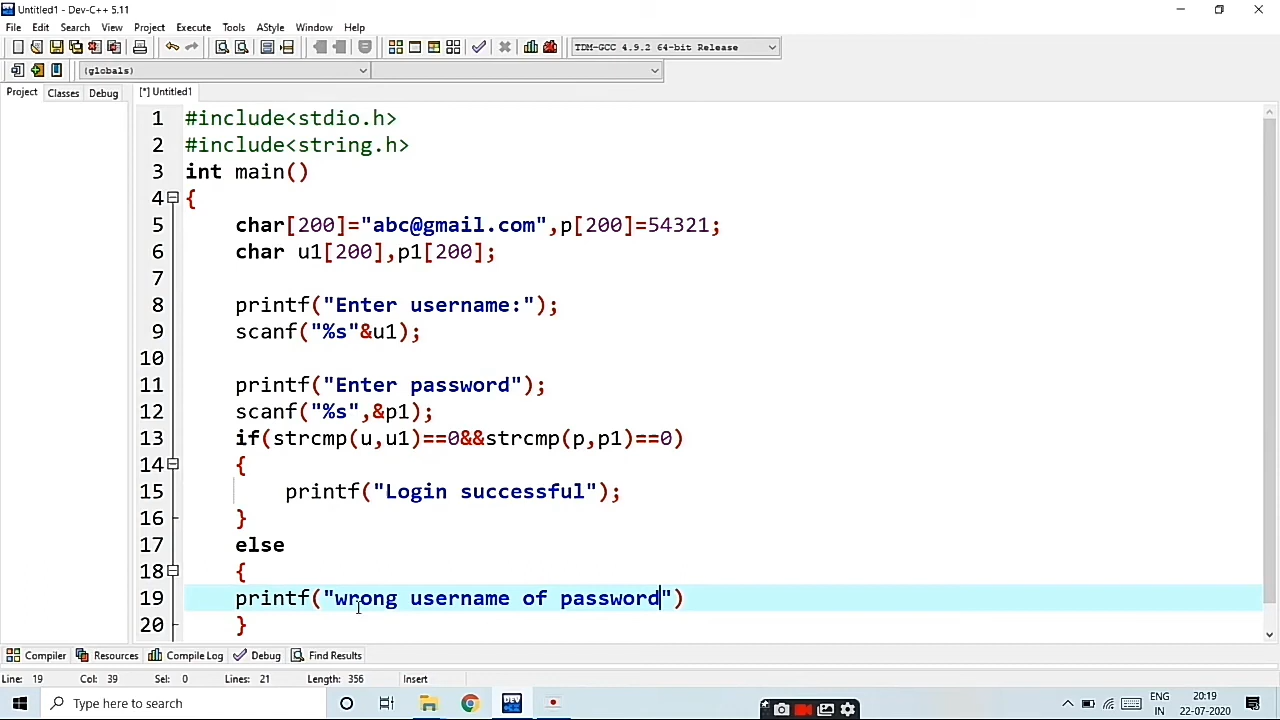 Untitled1 - Dev-C++ 5.11
File Edit Search View Project Execute Tools AStyle Window Help
TDM-GCC 4.9.2 64-bit Release
(globals)
Project Classes Debug [*] Untitled1
1 #include<stdio.h>
2 #include<string.h>
3 int main()
4 {
5 char[200]="abc@gmail.com",p[200]=54321;
6 char u1[200],p1[200];
7
8 printf("Enter username:");
9 scanf("%s"&u1);
10
11 printf("Enter password");
12 scanf("%s",&p1);
13 if(strcmp(u,u1)==0&&strcmp(p,p1)==0)
14 {
15 printf("Login successful");
16 }
17 else
18 {
19 printf("wrong username of password")
20 }
Compiler Resources Compile Log Debug Find Results
Line: 19 Col: 39 Sel: 0 Lines: 21 Length: 356 Insert
Type here to search
ENG 20:19
IN 22-07-2020